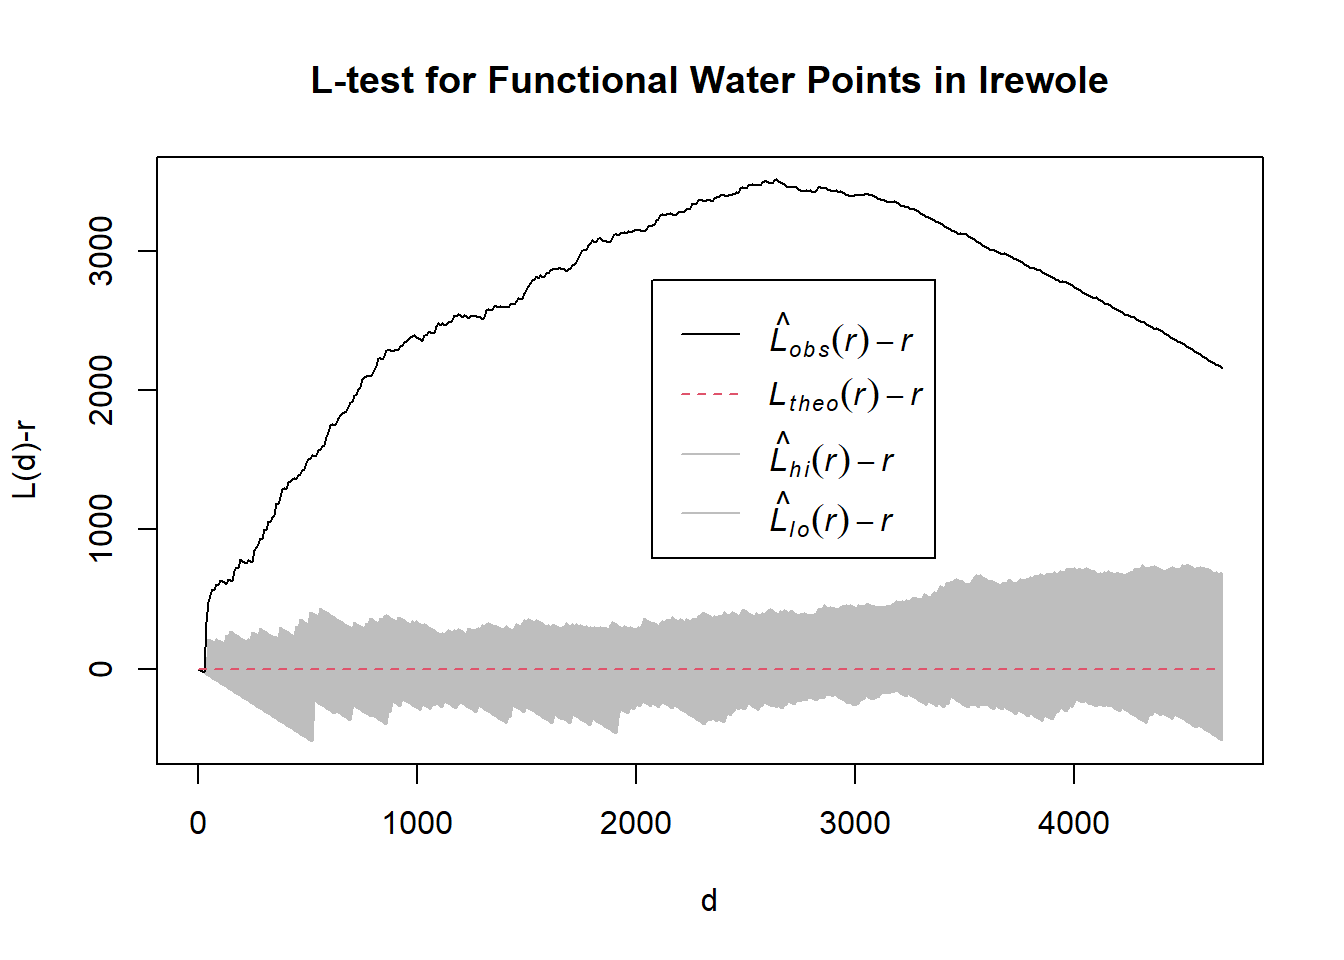 L-test for Functional Water Points in Irewole
L(d)-r
3000
2000
1000
0
L̂obs(r) − r
Ltheo(r) − r
L̂hi(r) − r
L̂lo(r) − r
0 1000 2000 3000 4000
d